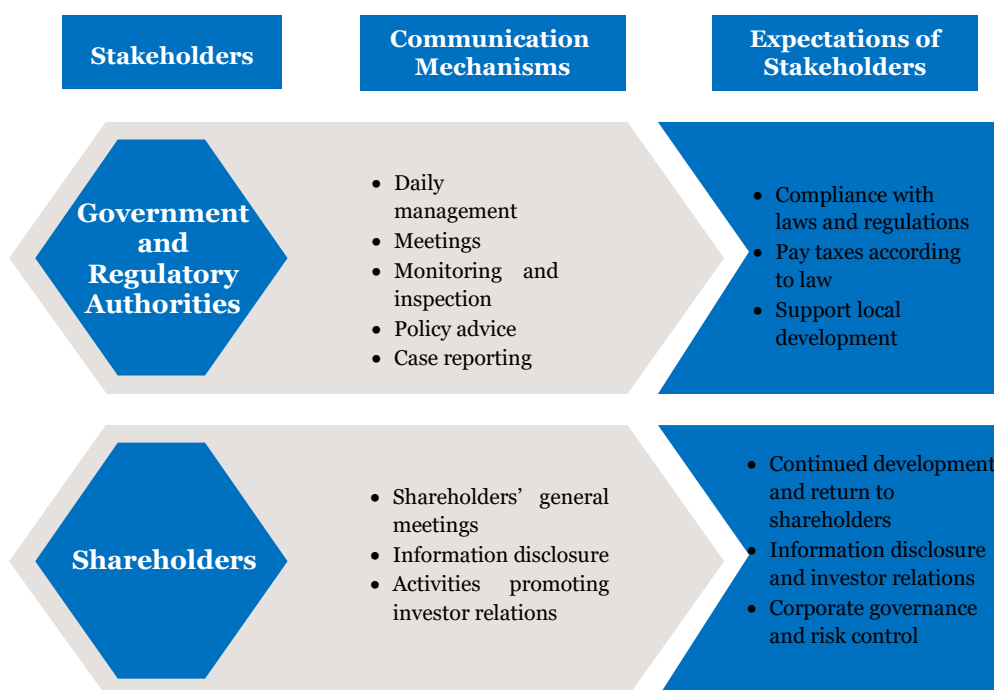 Stakeholders
Communication
Mechanisms
Expectations of
Stakeholders
Government
and
Regulatory
Authorities
• Daily
management
• Meetings
• Monitoring and
inspection
• Policy advice
• Case reporting
• Compliance with
laws and regulations
• Pay taxes according
to law
• Support local
development
Shareholders
• Shareholders’ general
meetings
• Information disclosure
• Activities promoting
investor relations
• Continued development
and return to
shareholders
• Information disclosure
and investor relations
• Corporate governance
and risk control